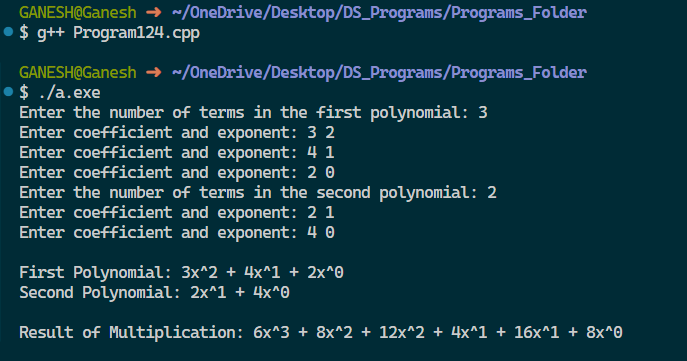 GANESH@Ganesh ➜ ~/OneDrive/Desktop/DS_Programs/Programs_Folder
$ g++ Program124.cpp
GANESH@Ganesh ➜ ~/OneDrive/Desktop/DS_Programs/Programs_Folder
$ ./a.exe
Enter the number of terms in the first polynomial: 3
Enter coefficient and exponent: 3 2
Enter coefficient and exponent: 4 1
Enter coefficient and exponent: 2 0
Enter the number of terms in the second polynomial: 2
Enter coefficient and exponent: 2 1
Enter coefficient and exponent: 4 0
First Polynomial: 3x^2 + 4x^1 + 2x^0
Second Polynomial: 2x^1 + 4x^0
Result of Multiplication: 6x^3 + 8x^2 + 12x^2 + 4x^1 + 16x^1 + 8x^0